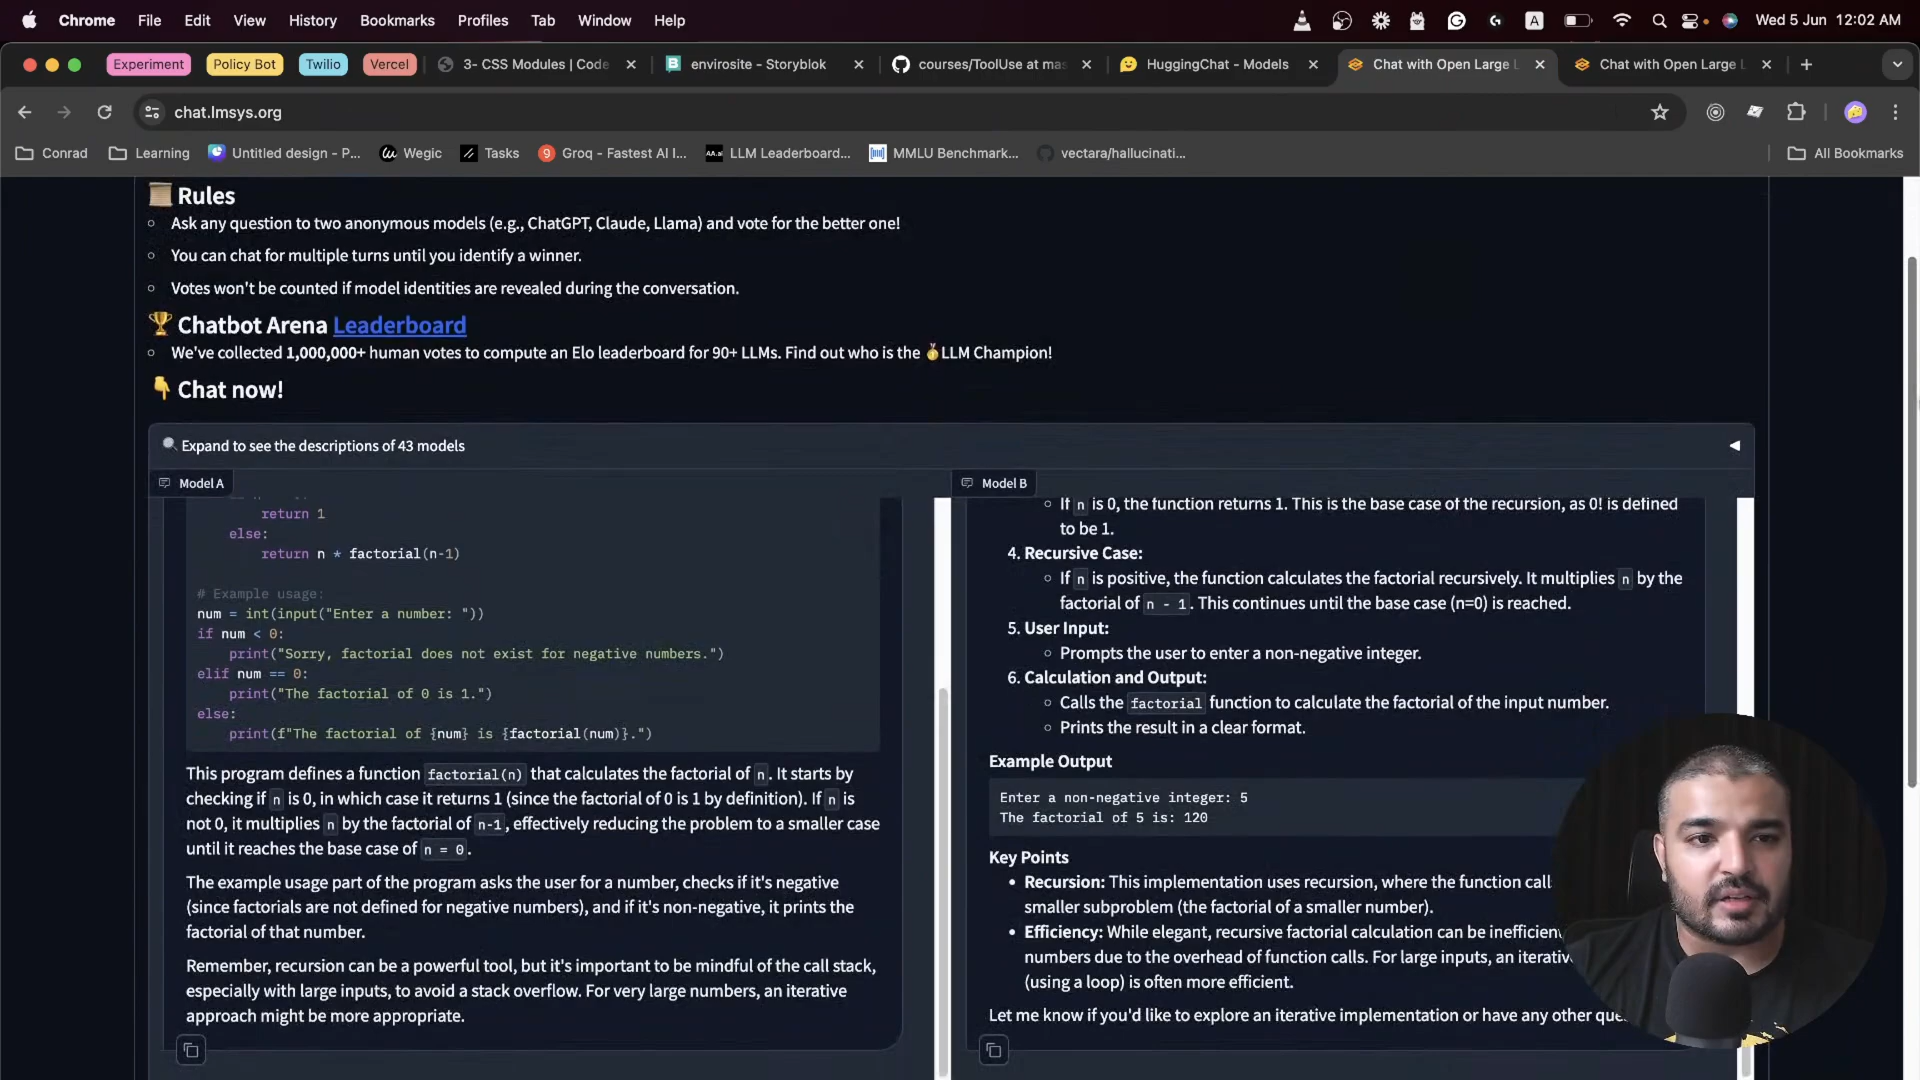 Chrome File Edit View History Bookmarks Profiles Tab Window Help
A
Wed 5 Jun 12:02 AM
Experiment Policy Bot Twilio Vercel 3- CSS Modules | Code envirosite - Storyblok courses/ToolUse at mas HuggingChat - Models Chat with Open Large L Chat with Open Large L
chat.lmsys.org
Conrad Learning Untitled design - P... Wegic Tasks Groq - Fastest AI I... LLM Leaderboard... MMLU Benchmark... vectara/hallucinati... All Bookmarks
Rules
Ask any question to two anonymous models (e.g., ChatGPT, Claude, Llama) and vote for the better one!
You can chat for multiple turns until you identify a winner.
Votes won't be counted if model identities are revealed during the conversation.
Chatbot Arena Leaderboard
We've collected 1,000,000+ human votes to compute an Elo leaderboard for 90+ LLMs. Find out who is the 🥇LLM Champion!
Chat now!
Expand to see the descriptions of 43 models
Model A
return 1
else:
return n * factorial(n-1)
# Example usage:
num = int(input("Enter a number: "))
if num < 0:
print("Sorry, factorial does not exist for negative numbers.")
elif num == 0:
print("The factorial of 0 is 1.")
else:
print(f"The factorial of {num} is {factorial(num)}.")
This program defines a function factorial(n) that calculates the factorial of n. It starts by
checking if n is 0, in which case it returns 1 (since the factorial of 0 is 1 by definition). If n is
not 0, it multiplies n by the factorial of n-1, effectively reducing the problem to a smaller case
until it reaches the base case of n = 0.
The example usage part of the program asks the user for a number, checks if it's negative
(since factorials are not defined for negative numbers), and if it's non-negative, it prints the
factorial of that number.
Remember, recursion can be a powerful tool, but it's important to be mindful of the call stack,
especially with large inputs, to avoid a stack overflow. For very large numbers, an iterative
approach might be more appropriate.
Model B
If n is 0, the function returns 1. This is the base case of the recursion, as 0! is defined
to be 1.
4. Recursive Case:
If n is positive, the function calculates the factorial recursively. It multiplies n by the
factorial of n - 1. This continues until the base case (n=0) is reached.
5. User Input:
Prompts the user to enter a non-negative integer.
6. Calculation and Output:
Calls the factorial function to calculate the factorial of the input number.
Prints the result in a clear format.
Example Output
Enter a non-negative integer: 5
The factorial of 5 is: 120
Key Points
Recursion: This implementation uses recursion, where the function call
smaller subproblem (the factorial of a smaller number).
Efficiency: While elegant, recursive factorial calculation can be inefficien
numbers due to the overhead of function calls. For large inputs, an iterativ
(using a loop) is often more efficient.
Let me know if you'd like to explore an iterative implementation or have any other que